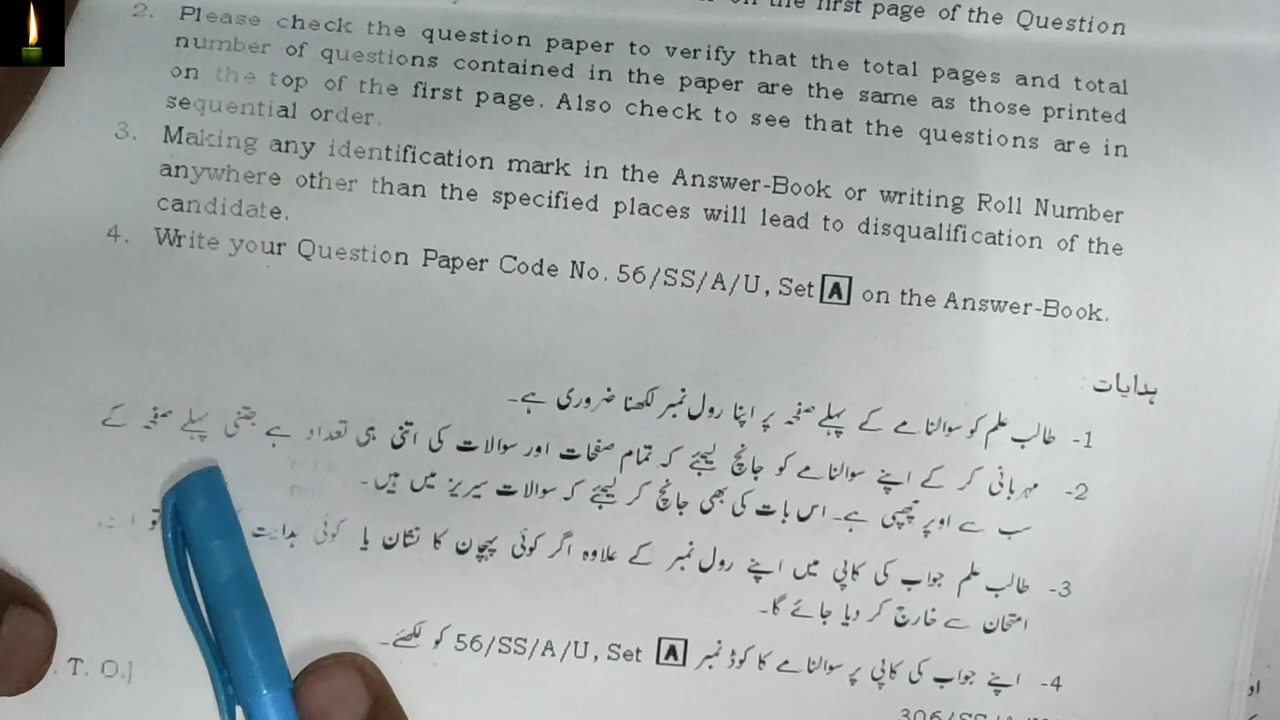 on the first page of the Question
2. Please check the question paper to verify that the total pages and total
number of questions contained in the paper are the same as those printed
on the top of the first page. Also check to see that the questions are in
sequential order.
3. Making any identification mark in the Answer-Book or writing Roll Number
anywhere other than the specified places will lead to disqualification of the
candidate.
4. Write your Question Paper Code No. 56/SS/A/U, Set A on the Answer-Book.
ہدایات :
1- طالب علم کو سوالنامے کے پہلے صفحہ پر اپنا رول نمبر لکھنا ضروری ہے۔
2- مہربانی کر کے اپنے سوالنامے کو جانچ لیجئے کہ تمام صفحات اور سوالات کی اتنی ہی تعداد ہے جتنی پہلے صفحہ کے
سب سے اوپر چھپی ہے۔ اس بات کی بھی جانچ کر لیجئے کہ سوالات سیریز میں ہیں۔
3- طالب علم جواب کی کاپی میں اپنے رول نمبر کے علاوہ اگر کوئی پہچان کا نشان یا کوئی ہدایت تو
امتحان سے خارج کر دیا جائے گا۔
4- اپنے جواب کی کاپی پر سوالنامے کا کوڈ نمبر 56/SS/A/U, Set A کو لکھئے۔
. T. O.]